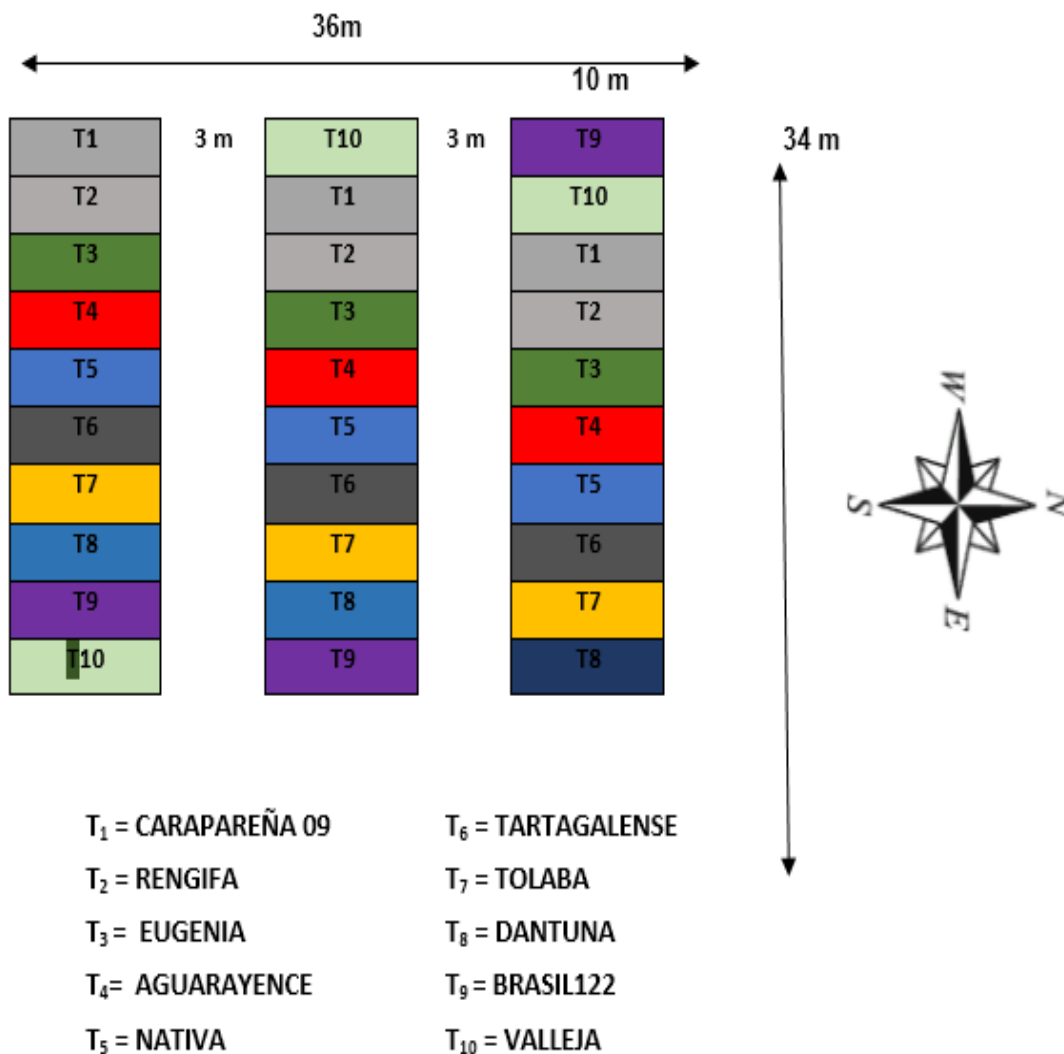 36m
10 m
T1 3 m T10 3 m T9 34 m
T2 T1 T10
T3 T2 T1
T4 T3 T2
T5 T4 T3
T6 T5 T4
T7 T6 T5
T8 T7 T6
T9 T8 T7
T10 T9 T8
W
S N
E
T₁ = CARAPAREÑA 09 T₆ = TARTAGALENSE
T₂ = RENGIFA T₇ = TOLABA
T₃ = EUGENIA T₈ = DANTUNA
T₄= AGUARAYENCE T₉ = BRASIL122
T₅ = NATIVA T₁₀ = VALLEJA